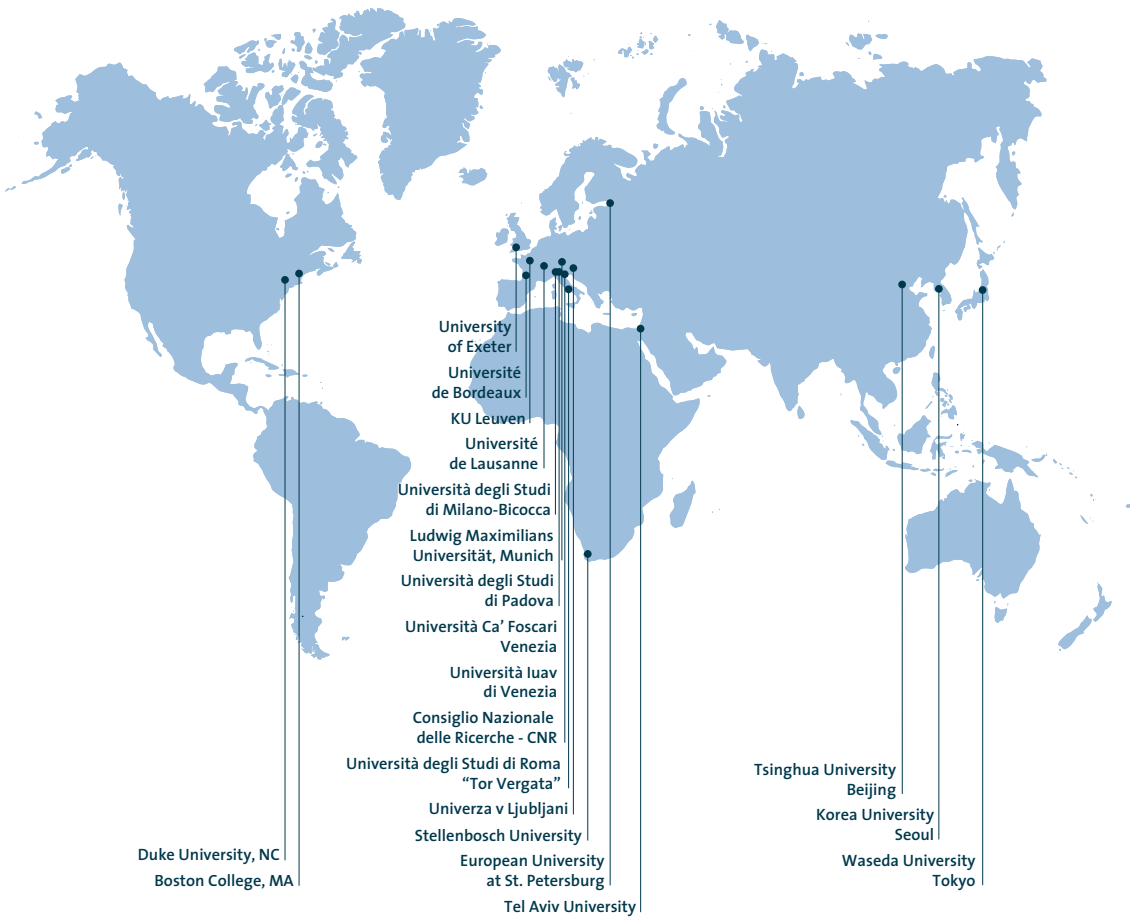 University
of Exeter
Université
de Bordeaux
KU Leuven
Université
de Lausanne
Università degli Studi
di Milano-Bicocca
Ludwig Maximilians
Universität, Munich
Università degli Studi
di Padova
Università Ca’ Foscari
Venezia
Università Iuav
di Venezia
Consiglio Nazionale
delle Ricerche - CNR
Università degli Studi di Roma
“Tor Vergata”
Univerza v Ljubljani
Stellenbosch University
European University
at St. Petersburg
Tel Aviv University
Duke University, NC
Boston College, MA
Tsinghua University
Beijing
Korea University
Seoul
Waseda University
Tokyo